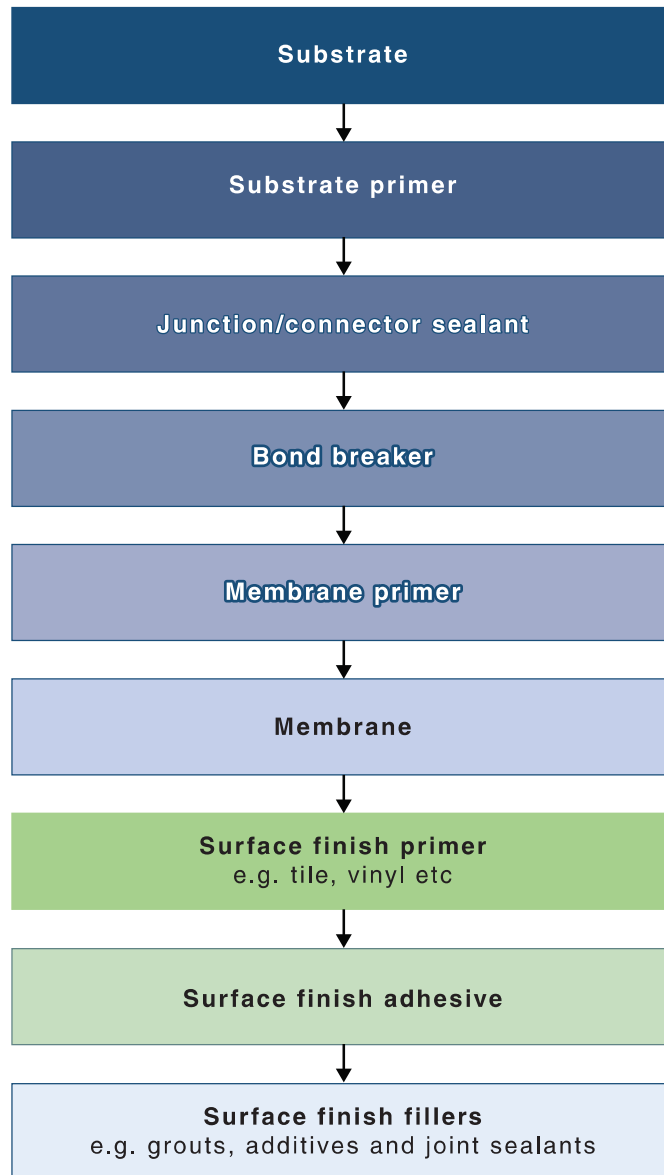 Substrate
Substrate primer
Junction/connector sealant
Bond breaker
Membrane primer
Membrane
Surface finish primer
e.g. tile, vinyl etc
Surface finish adhesive
Surface finish fillers
e.g. grouts, additives and joint sealants